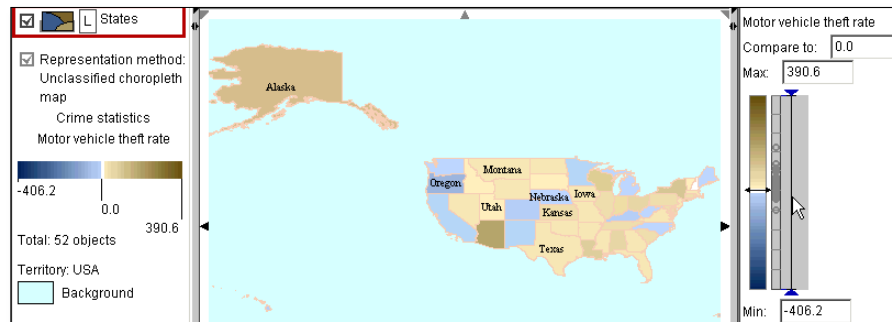 L States
Representation method:
Unclassified choropleth
map
Crime statistics
Motor vehicle theft rate
-406.2
0.0
390.6
Total: 52 objects
Territory: USA
Background
Alaska
Montana
Oregon
Nebraska
Iowa
Utah
Kansas
Texas
Motor vehicle theft rate
Compare to: 0.0
Max: 390.6
Min: -406.2